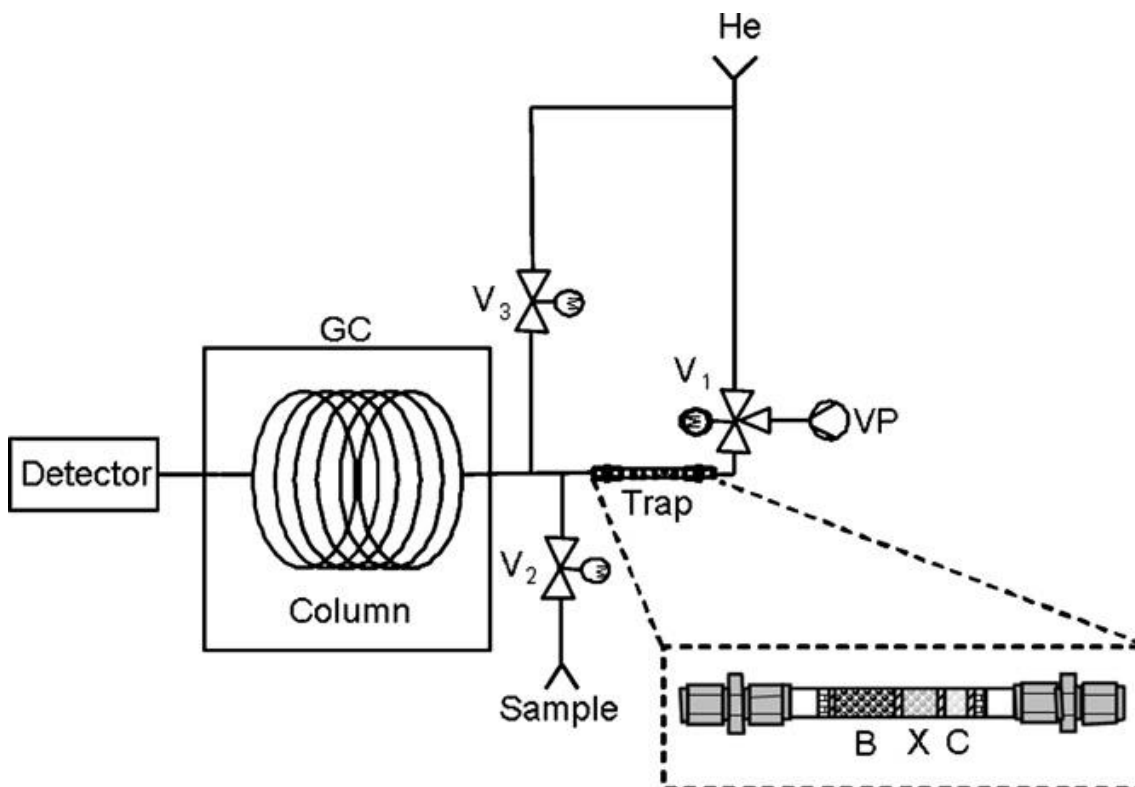 He
V3
GC
V1
M
M
VP
Detector
Trap
V2
M
Column
Sample
B X C